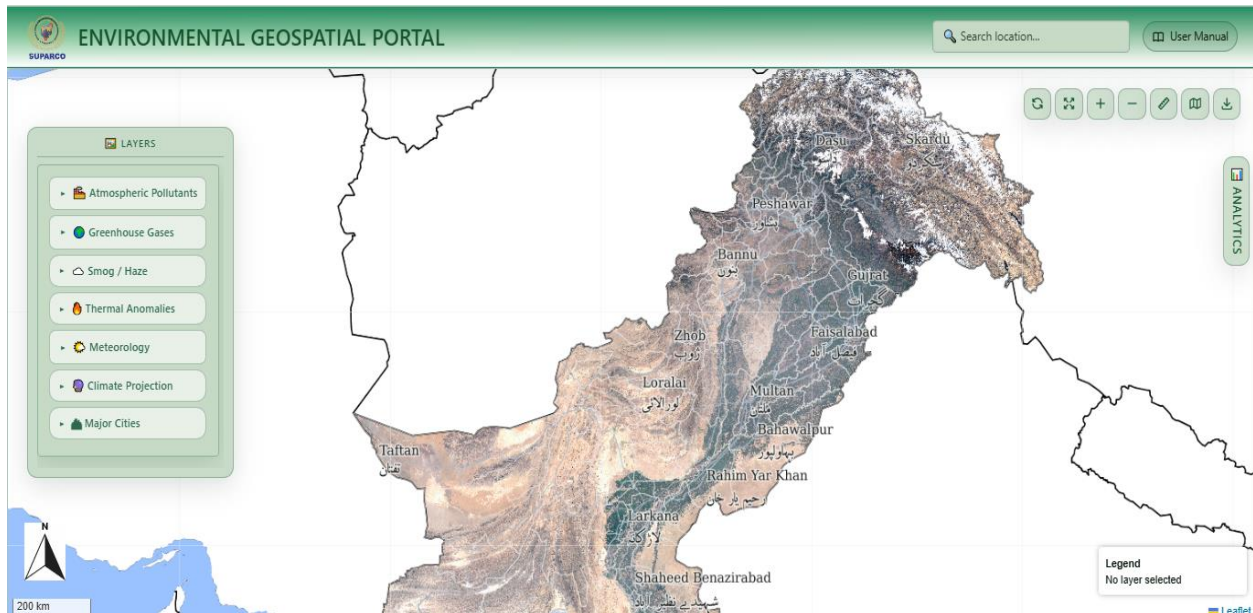 SUPARCO
ENVIRONMENTAL GEOSPATIAL PORTAL
Search location...
User Manual
LAYERS
Atmospheric Pollutants
Greenhouse Gases
Smog / Haze
Thermal Anomalies
Meteorology
Climate Projection
Major Cities
ANALYTICS
Dasu
Skardu
سکردو
Peshawar
پشاور
Bannu
بنوں
Gujrat
گجرات
Zhob
ژوب
Faisalabad
فیصل آباد
Loralai
لورالائی
Multan
ملتان
Bahawalpur
بہاولپور
Taftan
تفتان
Rahim Yar Khan
رحیم یار خان
Larkana
لاڑکانہ
Shaheed Benazirabad
N
200 km
Legend
No layer selected
Leaflet